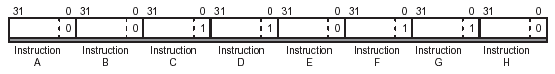 31 0 31 0 31 0 31 0 31 0 31 0 31 0 31 0
0 0 1 1 0 1 1 0
Instruction Instruction Instruction Instruction Instruction Instruction Instruction Instruction
A B C D E F G H